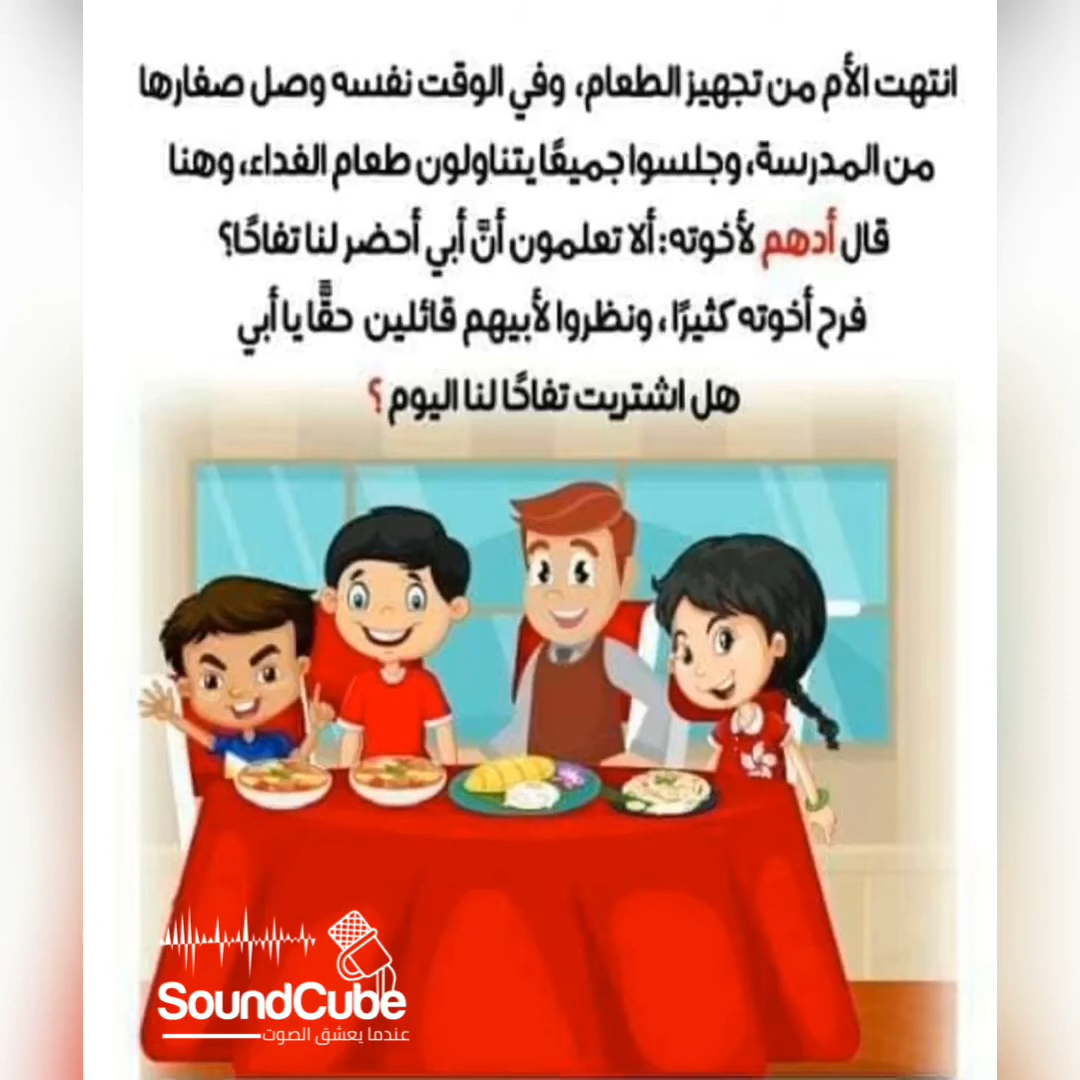 انتهت الأم من تجهيز الطعام، وفي الوقت نفسه وصل صغارها
من المدرسة، وجلسوا جميعًا يتناولون طعام الغداء، وهنا
قال أدهم لأخوته: ألا تعلمون أنَّ أبي أحضر لنا تفاحًا؟
فرح أخوته كثيرًا، ونظروا لأبيهم قائلين حقًّا يا أبي
هل اشتريت تفاحًا لنا اليوم ؟
SoundCube
عندما يعشق الصوت